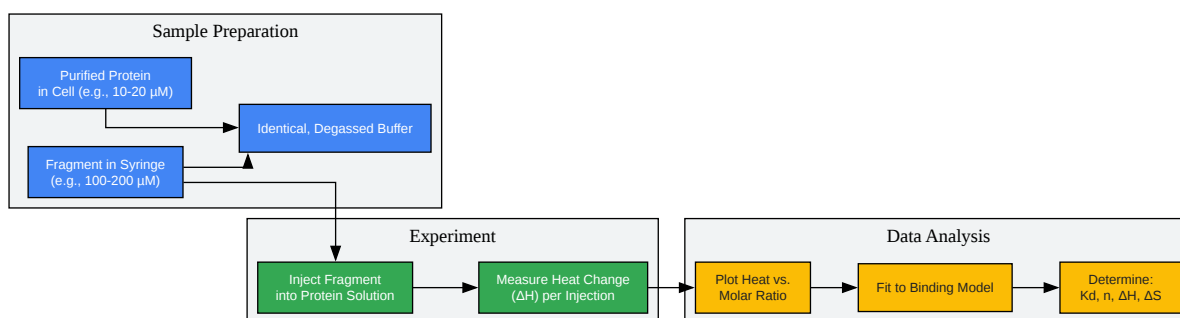 Sample Preparation
Purified Protein
in Cell (e.g., 10-20 µM)
Identical, Degassed Buffer
Fragment in Syringe
(e.g., 100-200 µM)
Experiment
Inject Fragment
into Protein Solution
Measure Heat Change
(ΔH) per Injection
Data Analysis
Plot Heat vs.
Molar Ratio
Fit to Binding Model
Determine:
Kd, n, ΔH, ΔS